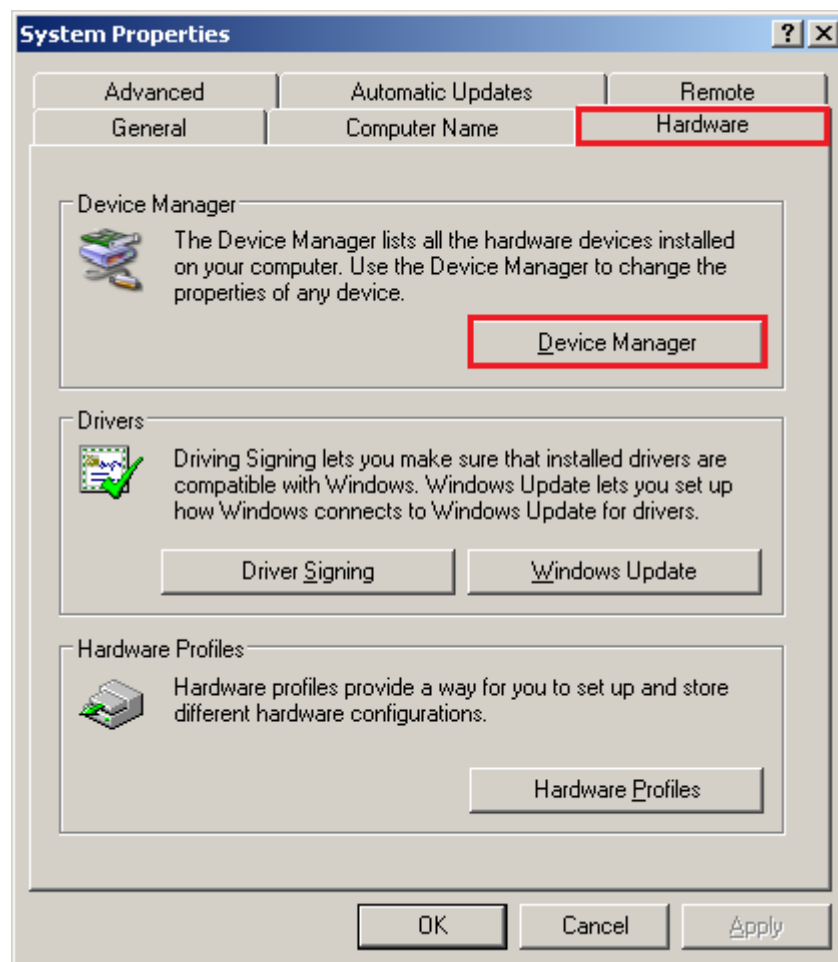 System Properties
Advanced
Automatic Updates
Remote
General
Computer Name
Hardware
Device Manager
The Device Manager lists all the hardware devices installed
on your computer. Use the Device Manager to change the
properties of any device.
Device Manager
Drivers
Driving Signing lets you make sure that installed drivers are
compatible with Windows. Windows Update lets you set up
how Windows connects to Windows Update for drivers.
Driver Signing
Windows Update
Hardware Profiles
Hardware profiles provide a way for you to set up and store
different hardware configurations.
Hardware Profiles
OK
Cancel
Apply